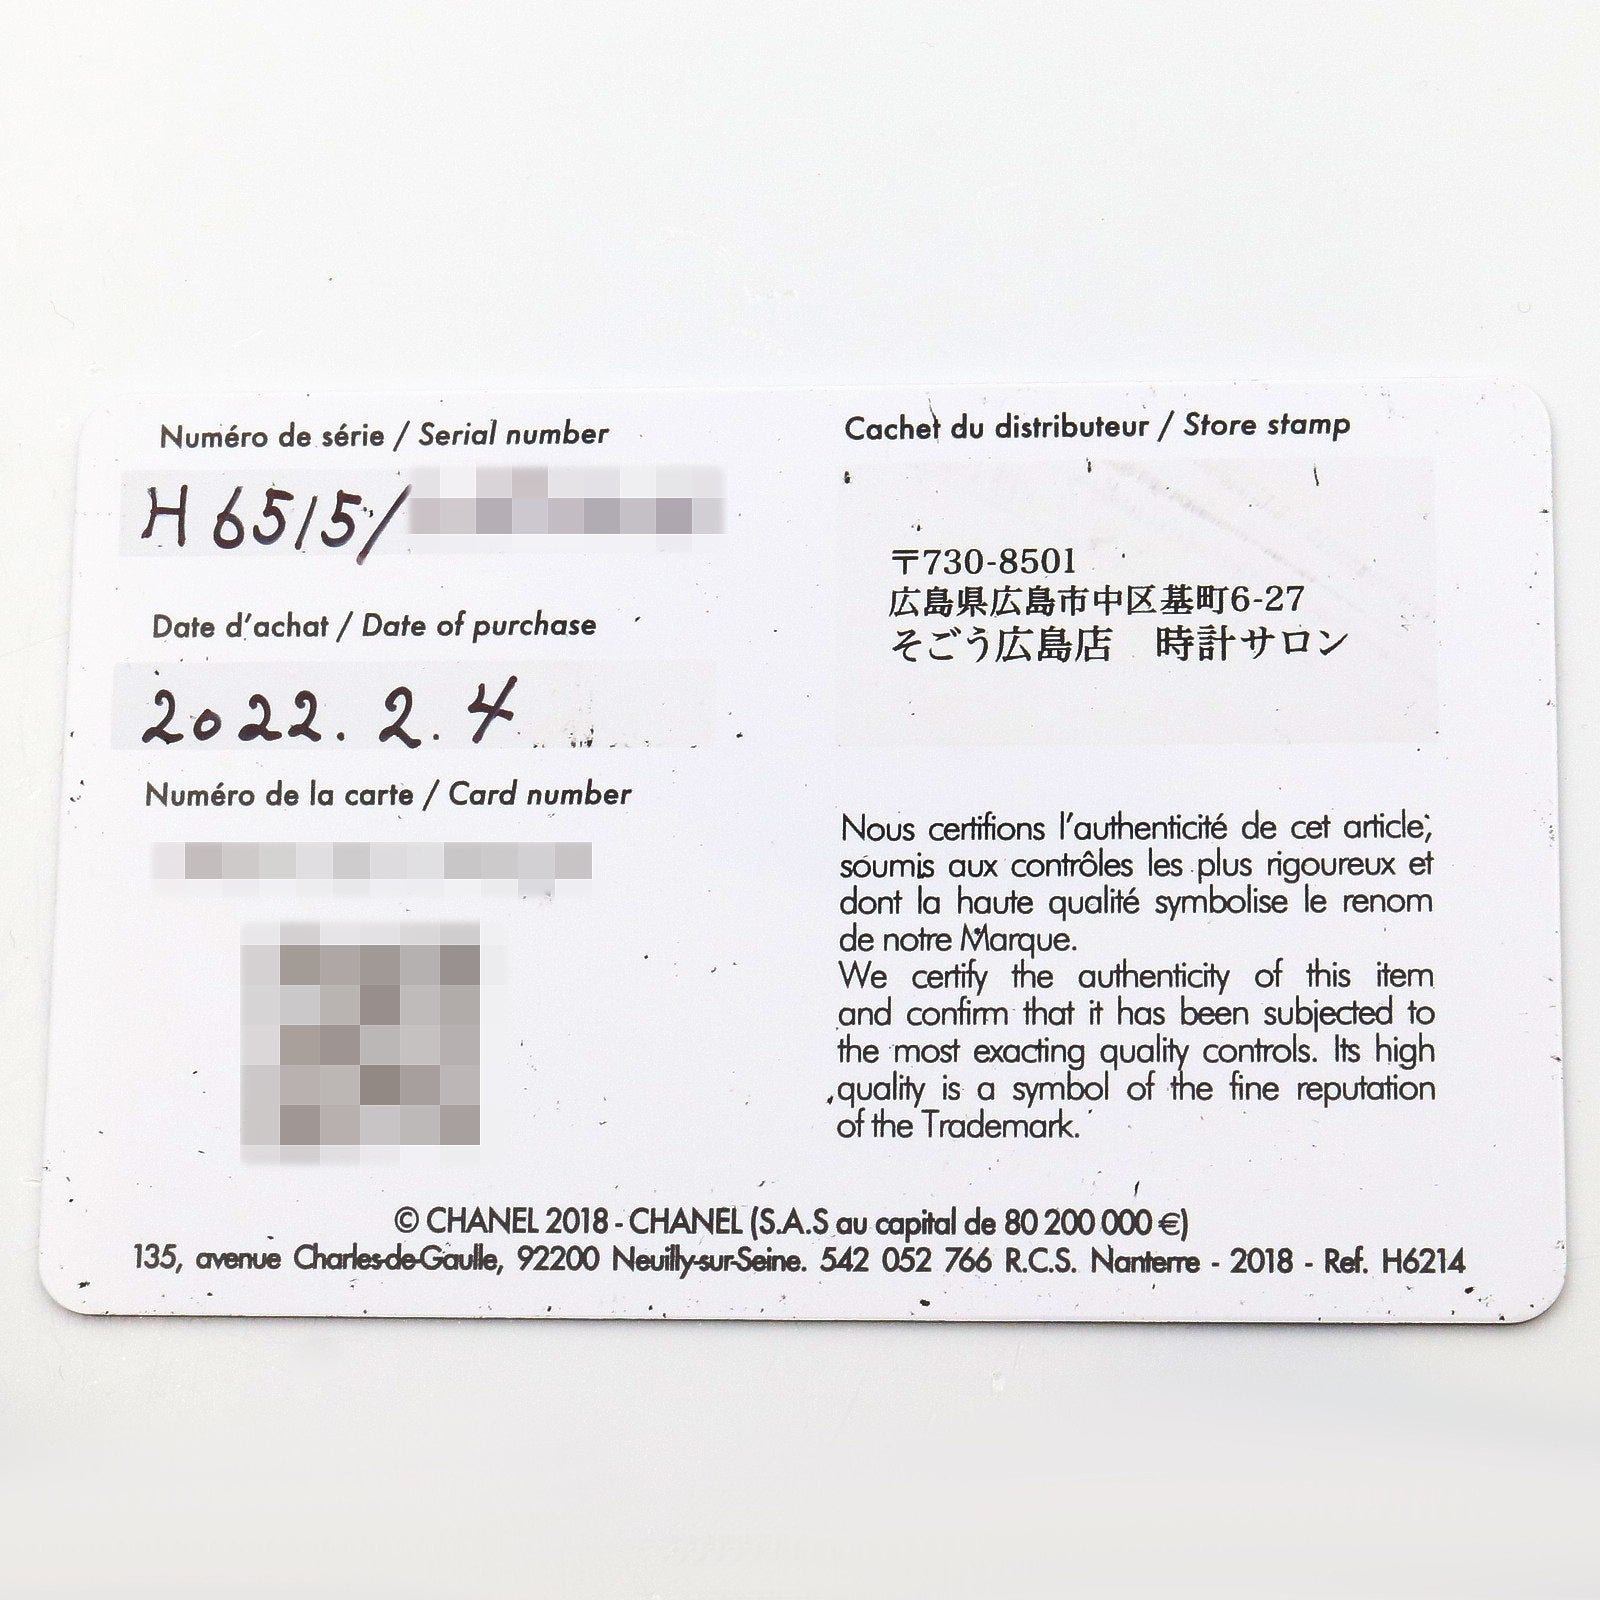 Numéro de série / Serial number
H 6515/
Date d'achat / Date of purchase
2022. 2. 4
Numéro de la carte / Card number
Cachet du distributeur / Store stamp
〒730-8501
広島県広島市中区基町6-27
そごう広島店　時計サロン
Nous certifions l'authenticité de cet article,
soumis aux contrôles les plus rigoureux et
dont la haute qualité symbolise le renom
de notre Marque.
We certify the authenticity of this item
and confirm that it has been subjected to
the most exacting quality controls. Its high
quality is a symbol of the fine reputation
of the Trademark.
© CHANEL 2018 - CHANEL (S.A.S au capital de 80 200 000 €)
135, avenue Charles-de-Gaulle, 92200 Neuilly-sur-Seine. 542 052 766 R.C.S. Nanterre - 2018 - Ref. H6214